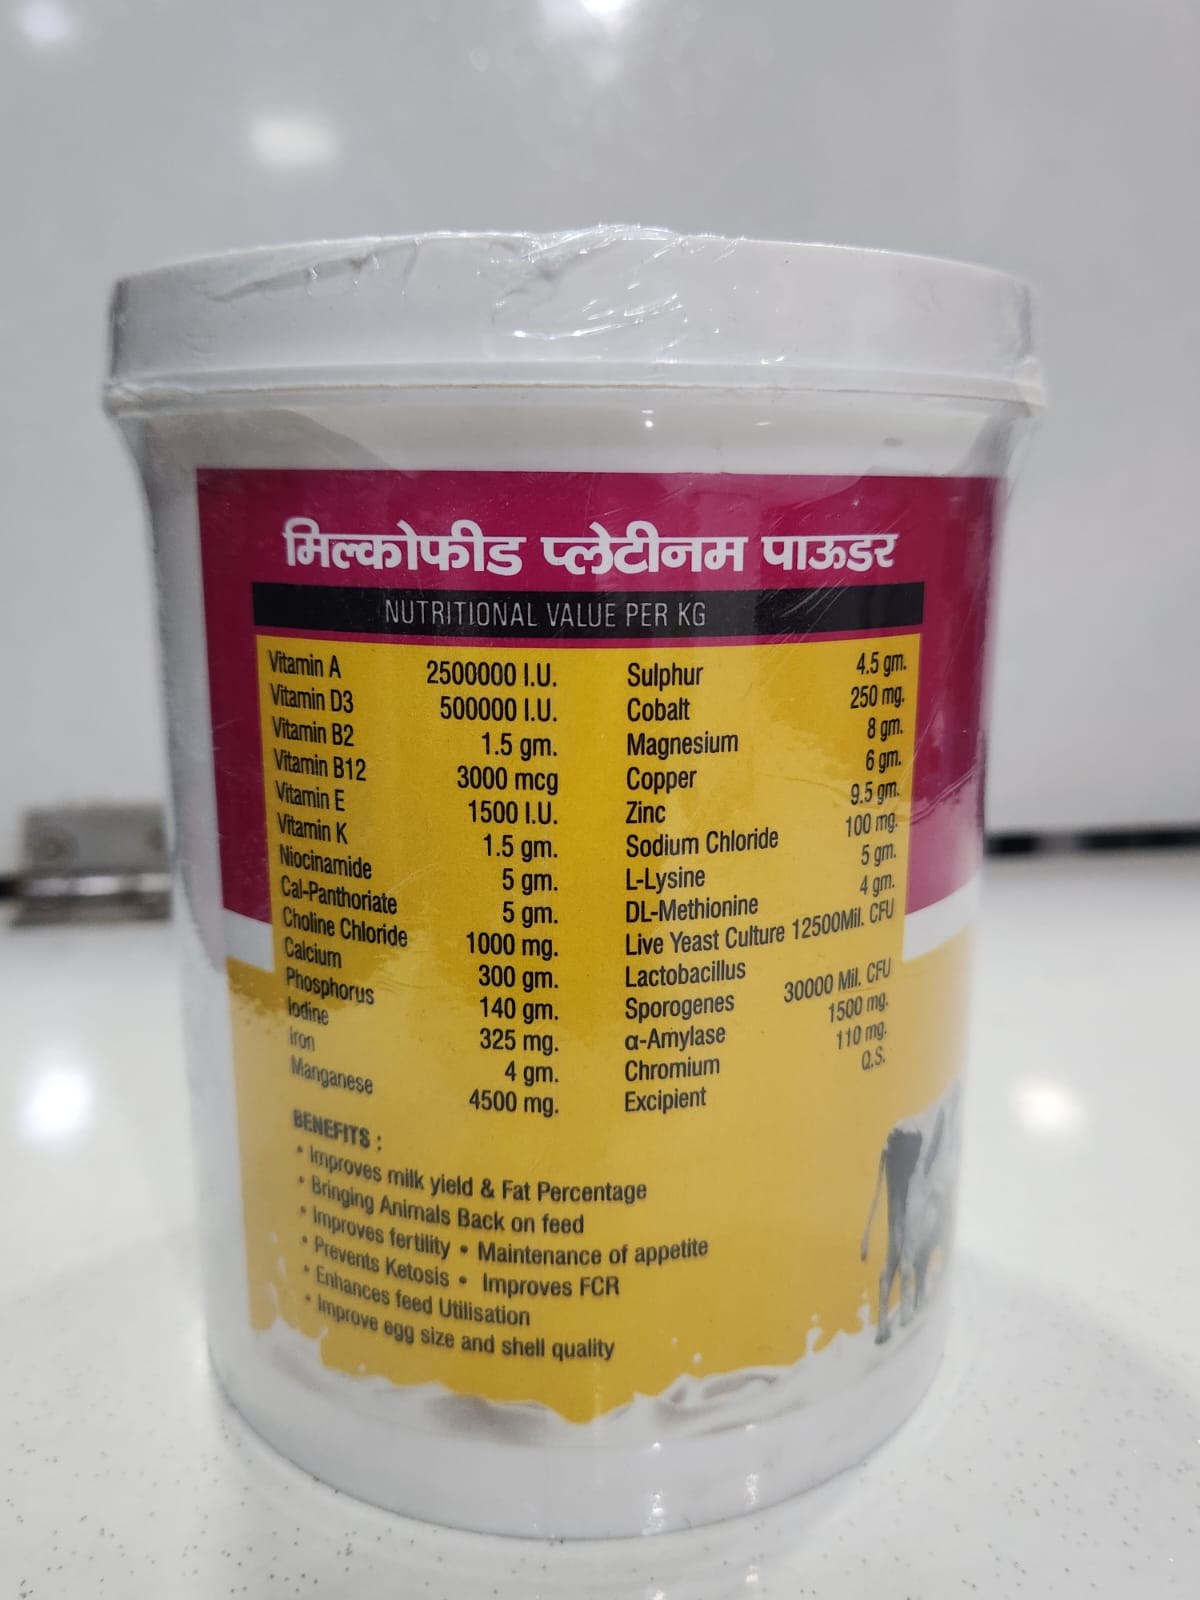 मिल्कोफीड प्लेटीनम पाऊडर
NUTRITIONAL VALUE PER KG
Vitamin A 2500000 I.U.
Vitamin D3 500000 I.U.
Vitamin B2 1.5 gm.
Vitamin B12 3000 mcg
Vitamin E 1500 I.U.
Vitamin K 1.5 gm.
Niocinamide 5 gm.
Cal-Panthoriate 5 gm.
Choline Chloride 1000 mg.
Calcium 300 gm.
Phosphorus 140 gm.
Iodine 325 mg.
Iron 4 gm.
Manganese 4500 mg.
Sulphur 4.5 gm.
Cobalt 250 mg.
Magnesium 8 gm.
Copper 6 gm.
Zinc 9.5 gm.
Sodium Chloride 100 mg.
L-Lysine 5 gm.
DL-Methionine 4 gm.
Live Yeast Culture 12500Mil. CFU
Lactobacillus
Sporogenes 30000 Mil. CFU
α-Amylase 1500 mg.
Chromium 110 mg.
Excipient Q.S.
BENEFITS :
• Improves milk yield & Fat Percentage
• Bringing Animals Back on feed
• Improves fertility • Maintenance of appetite
• Prevents Ketosis • Improves FCR
• Enhances feed Utilisation
• Improve egg size and shell quality